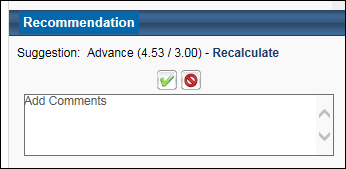 Recommendation
Suggestion: Advance (4.53 / 3.00) - Recalculate
Add Comments